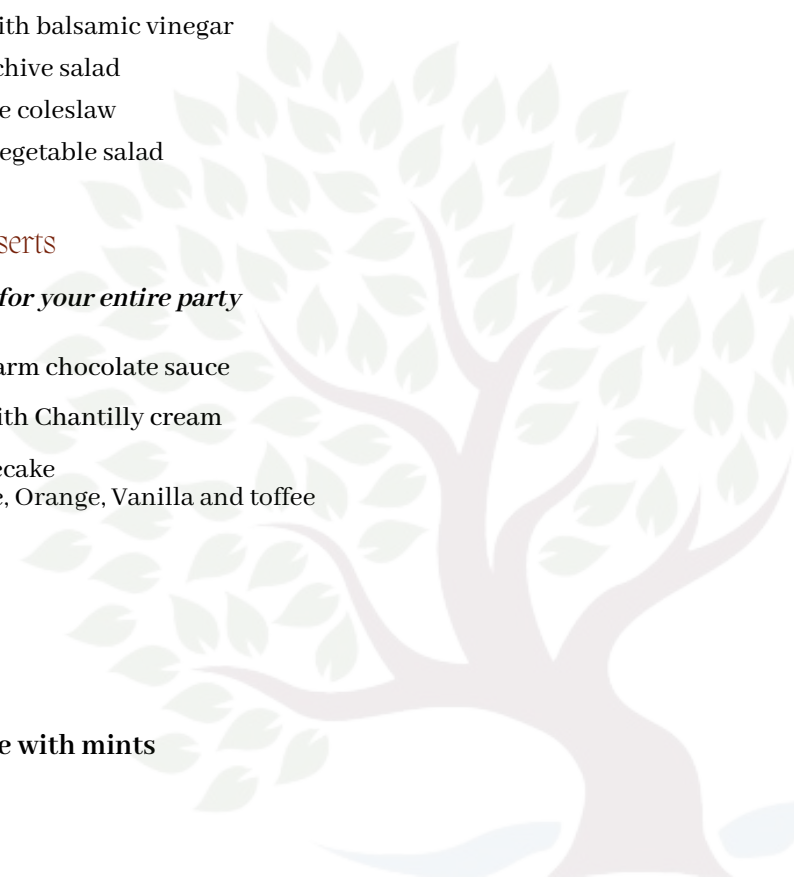 ith balsamic vinegar
chive salad
e coleslaw
egetable salad
serts
for your entire party
arm chocolate sauce
ith Chantilly cream
ecake
e, Orange, Vanilla and toffee
e with mints